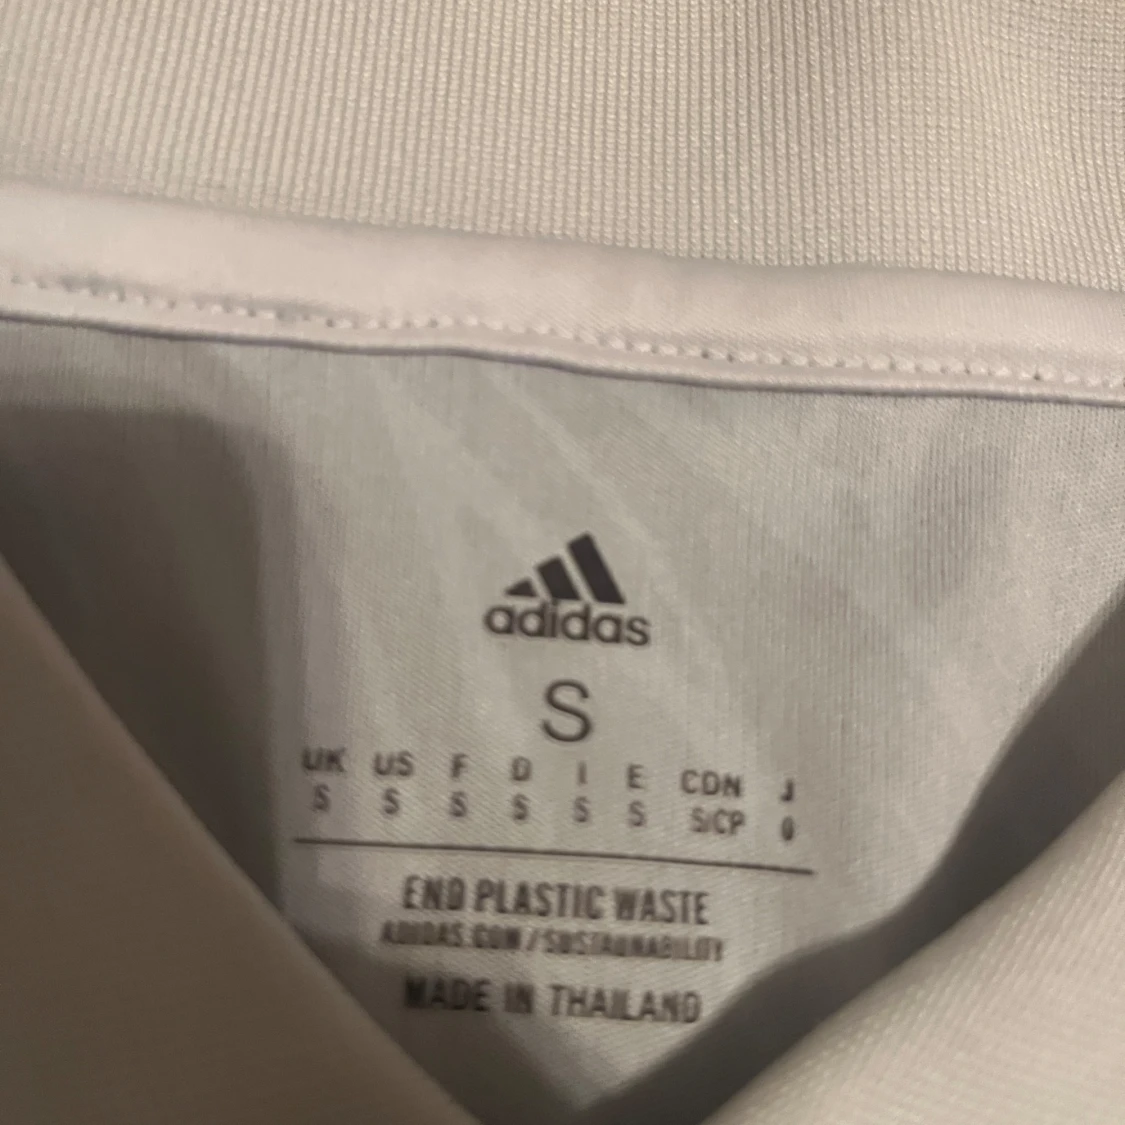 adidas
S
UK US F D I E CDN J
S S S S S S S/CP O
END PLASTIC WASTE
ADIDAS.COM/SUSTAINABILITY
MADE IN THAILAND